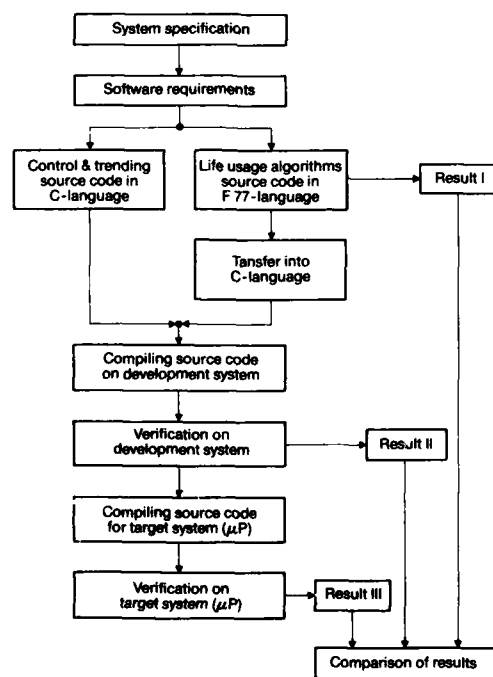 System specification
Software requirements
Control & trending
source code in
C-language
Life usage algorithms
source code in
F 77-language
Result I
Tansfer into
C-language
Compiling source code
on development system
Verification on
development system
Result II
Compiling source code
for target system (μP)
Verification on
target system (μP)
Result III
Comparison of results